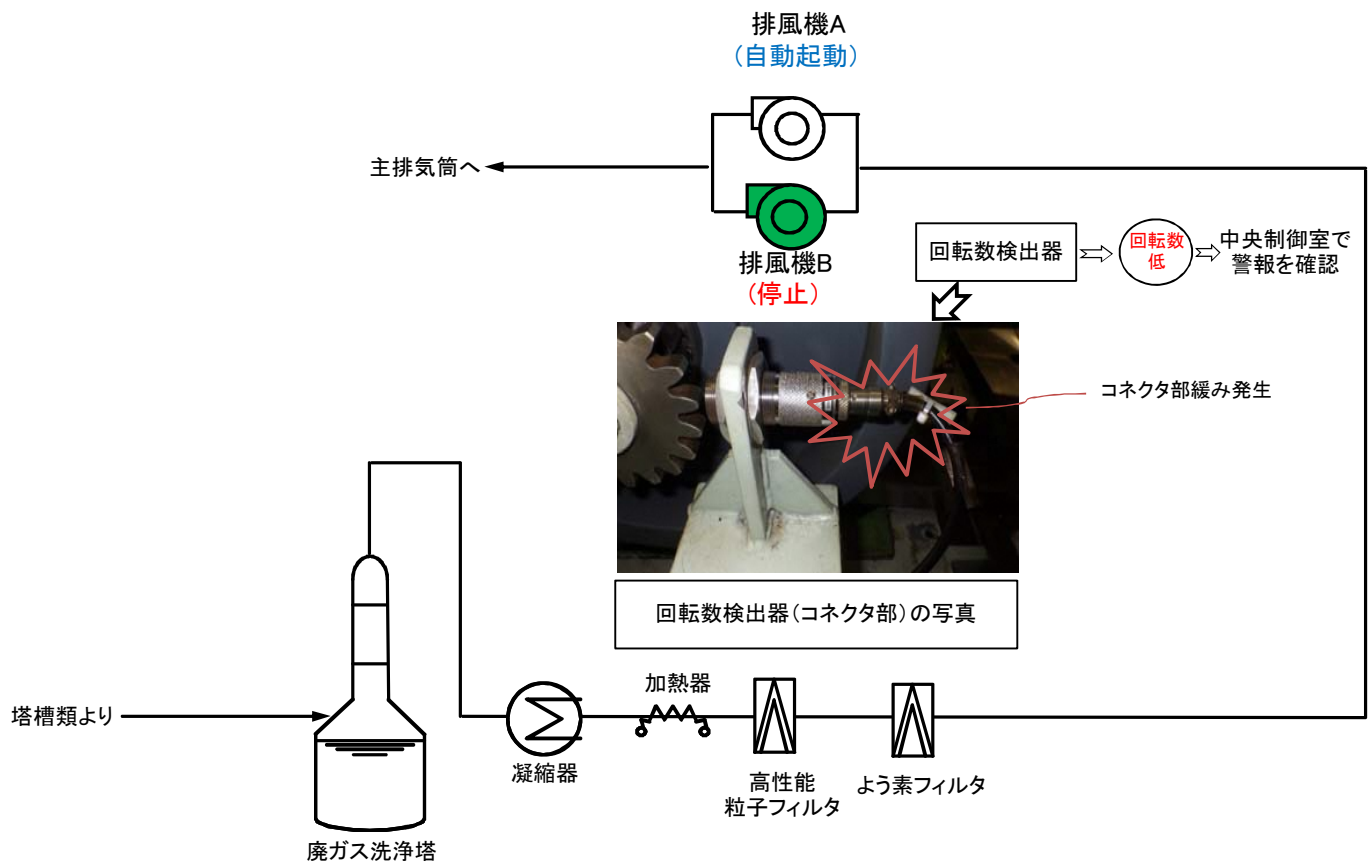 排風機A
(自動起動)
主排気筒へ
排風機B
(停止)
回転数検出器
回転数
低
中央制御室で
警報を確認
コネクタ部緩み発生
回転数検出器(コネクタ部)の写真
塔槽類より
廃ガス洗浄塔
凝縮器
加熱器
高性能
粒子フィルタ
よう素フィルタ